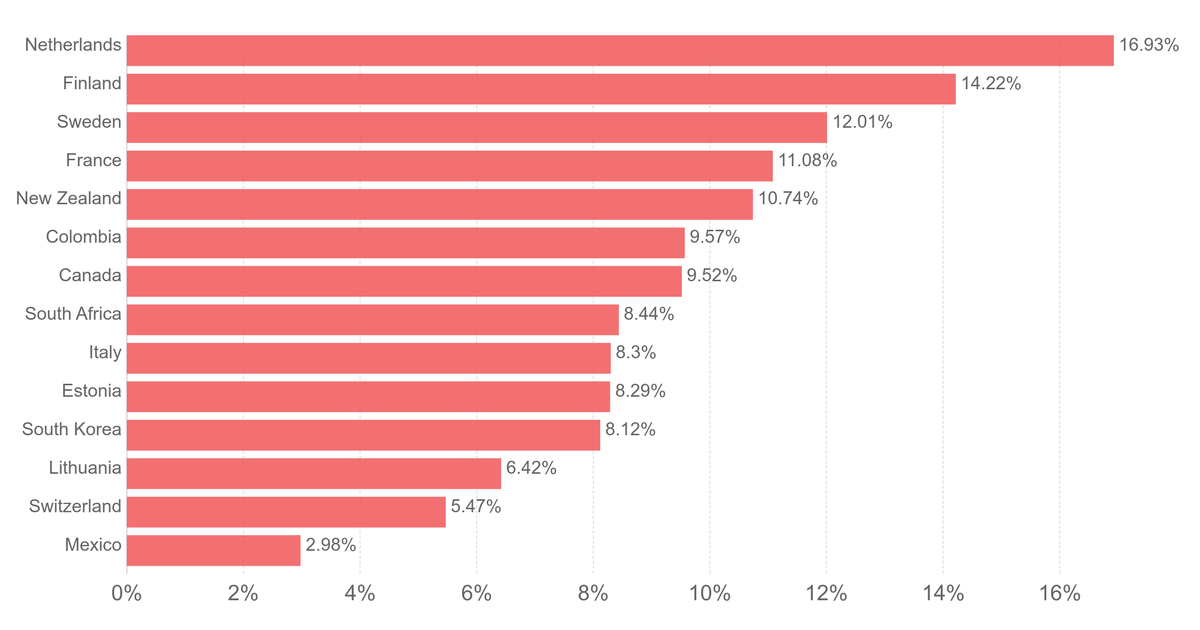 Netherlands 16.93%
Finland 14.22%
Sweden 12.01%
France 11.08%
New Zealand 10.74%
Colombia 9.57%
Canada 9.52%
South Africa 8.44%
Italy 8.3%
Estonia 8.29%
South Korea 8.12%
Lithuania 6.42%
Switzerland 5.47%
Mexico 2.98%
0% 2% 4% 6% 8% 10% 12% 14% 16%